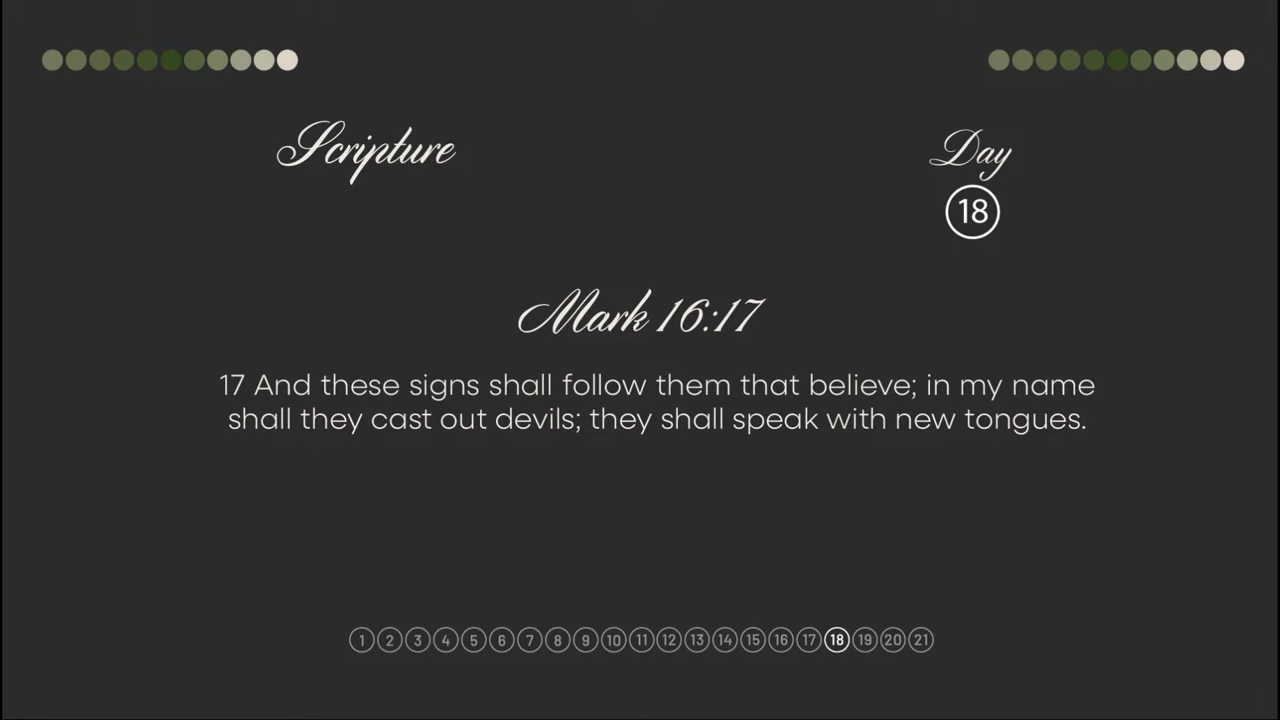 Scripture
Day
18
Mark 16:17
17 And these signs shall follow them that believe; in my name
shall they cast out devils; they shall speak with new tongues.
1 2 3 4 5 6 7 8 9 10 11 12 13 14 15 16 17 18 19 20 21